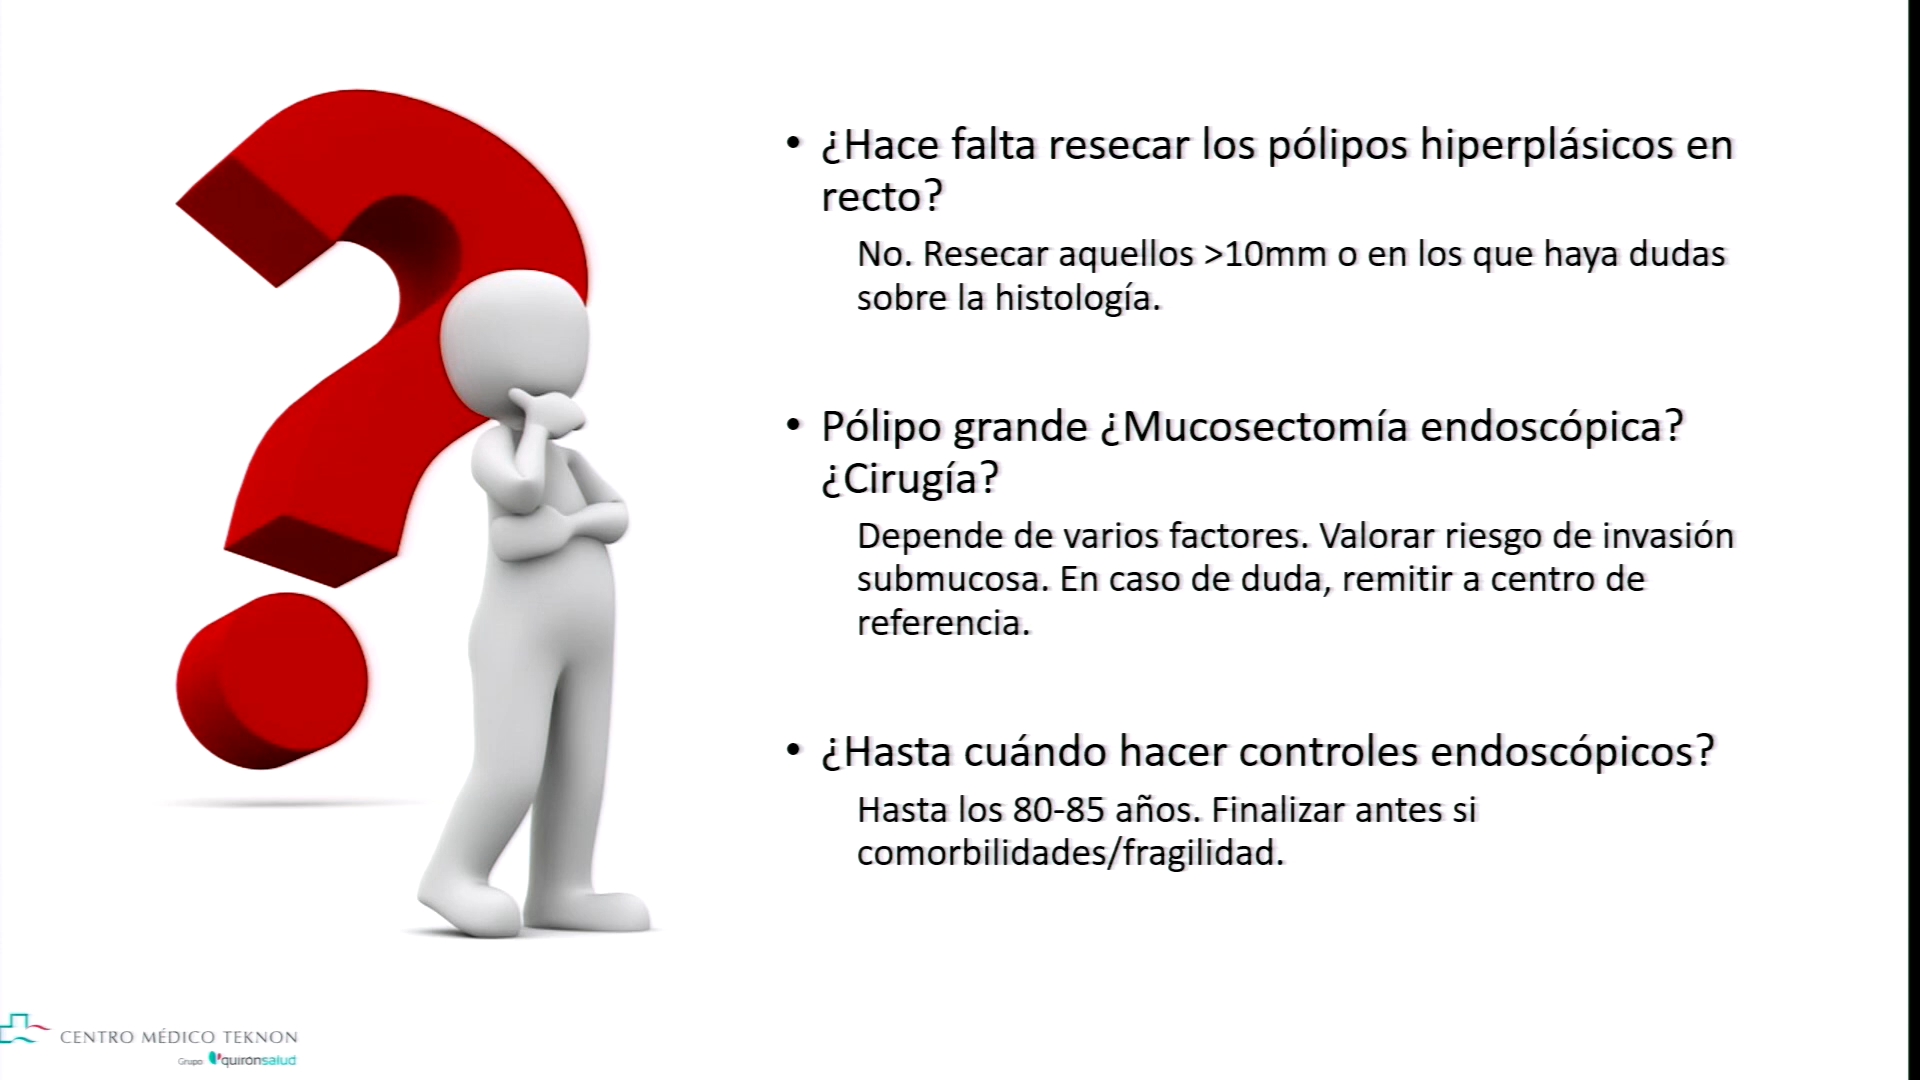 • ¿Hace falta resecar los pólipos hiperplásicos en
recto?
No. Resecar aquellos >10mm o en los que haya dudas
sobre la histología.
• Pólipo grande ¿Mucosectomía endoscópica?
¿Cirugía?
Depende de varios factores. Valorar riesgo de invasión
submucosa. En caso de duda, remitir a centro de
referencia.
• ¿Hasta cuándo hacer controles endoscópicos?
Hasta los 80-85 años. Finalizar antes si
comorbilidades/fragilidad.
CENTRO MÉDICO TEKNON
Grupo quirónsalud